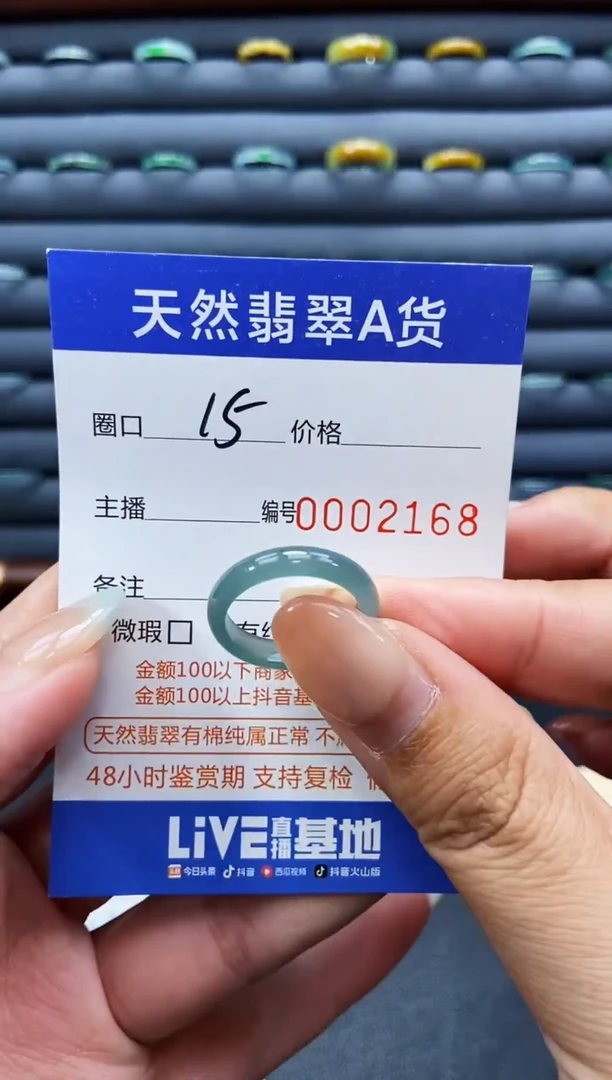 天然翡翠A货
圈口 15 价格
主播 编号0002168
备注
微瑕□ 有
金额100以下商家
金额100以上抖音基
天然翡翠有棉纯属正常 不
48小时鉴赏期 支持复检
LiVE直播基地
今日头条 抖音 西瓜视频 抖音火山版